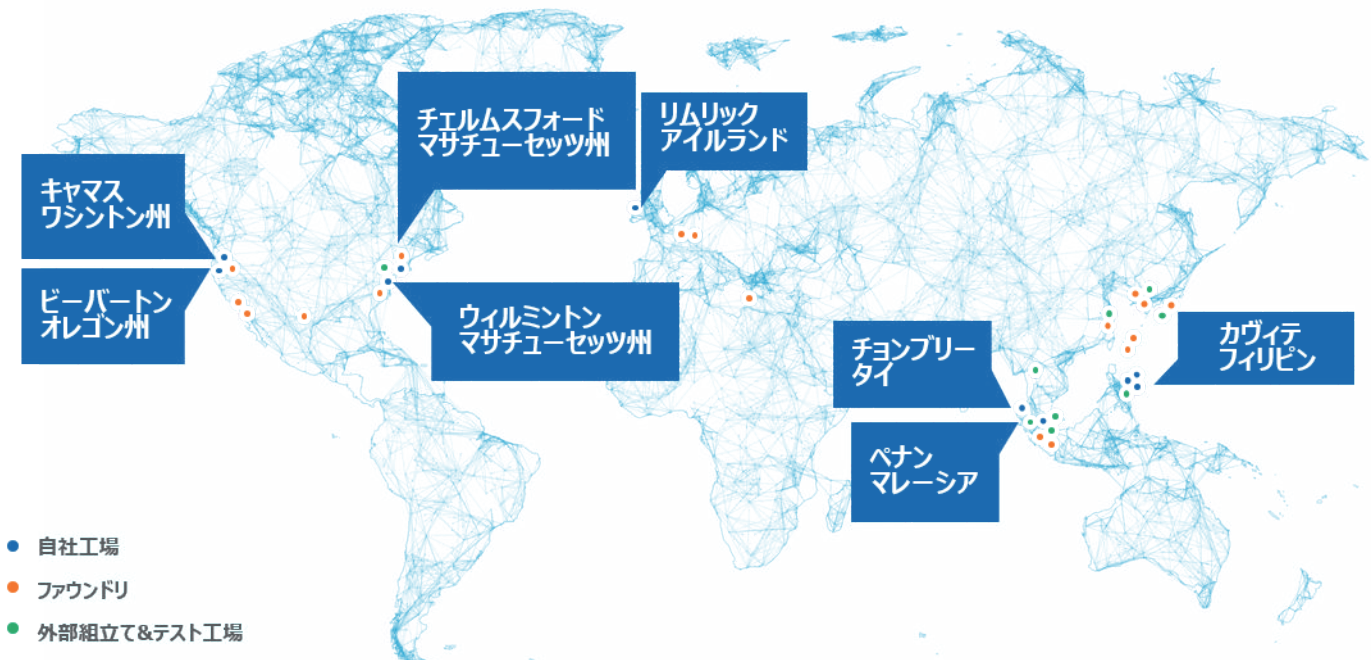 チェルムスフォード
マサチューセッツ州
リムリック
アイルランド
キャマス
ワシントン州
ビーバートン
オレゴン州
ウィルミントン
マサチューセッツ州
チョンブリー
タイ
カヴィテ
フィリピン
ペナン
マレーシア
自社工場
ファウンドリ
外部組立て&テスト工場